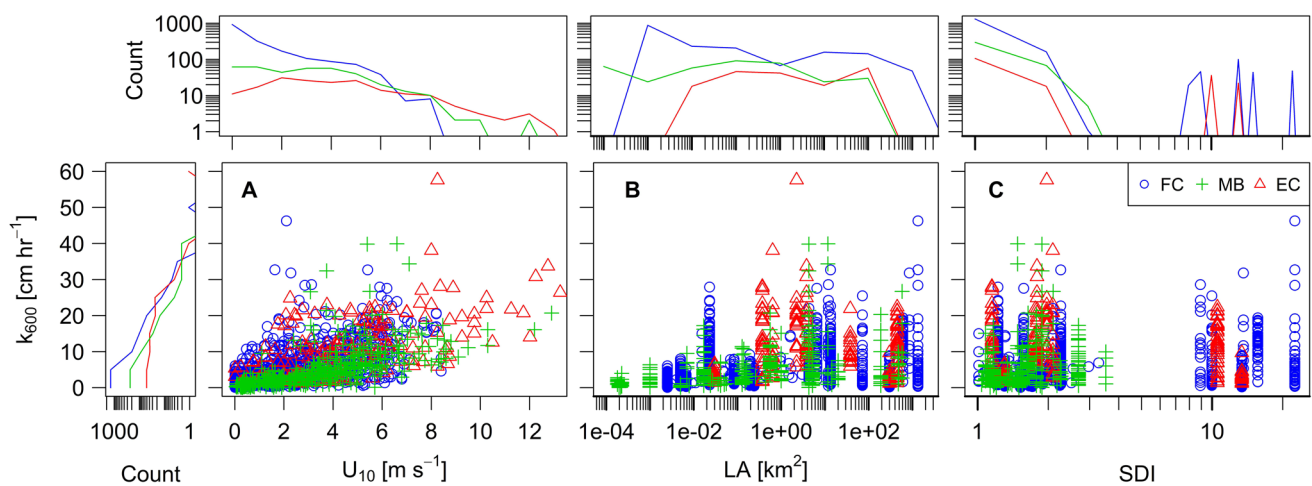 1000
100
10
1
Count
60
50
40
30
20
10
0
k600 [cm hr−1]
A
B
C
FC MB EC
1000 1
0 2 4 6 8 10 12
1e-04 1e-02 1e+00 1e+02
1 10
Count
U10 [m s−1]
LA [km2]
SDI